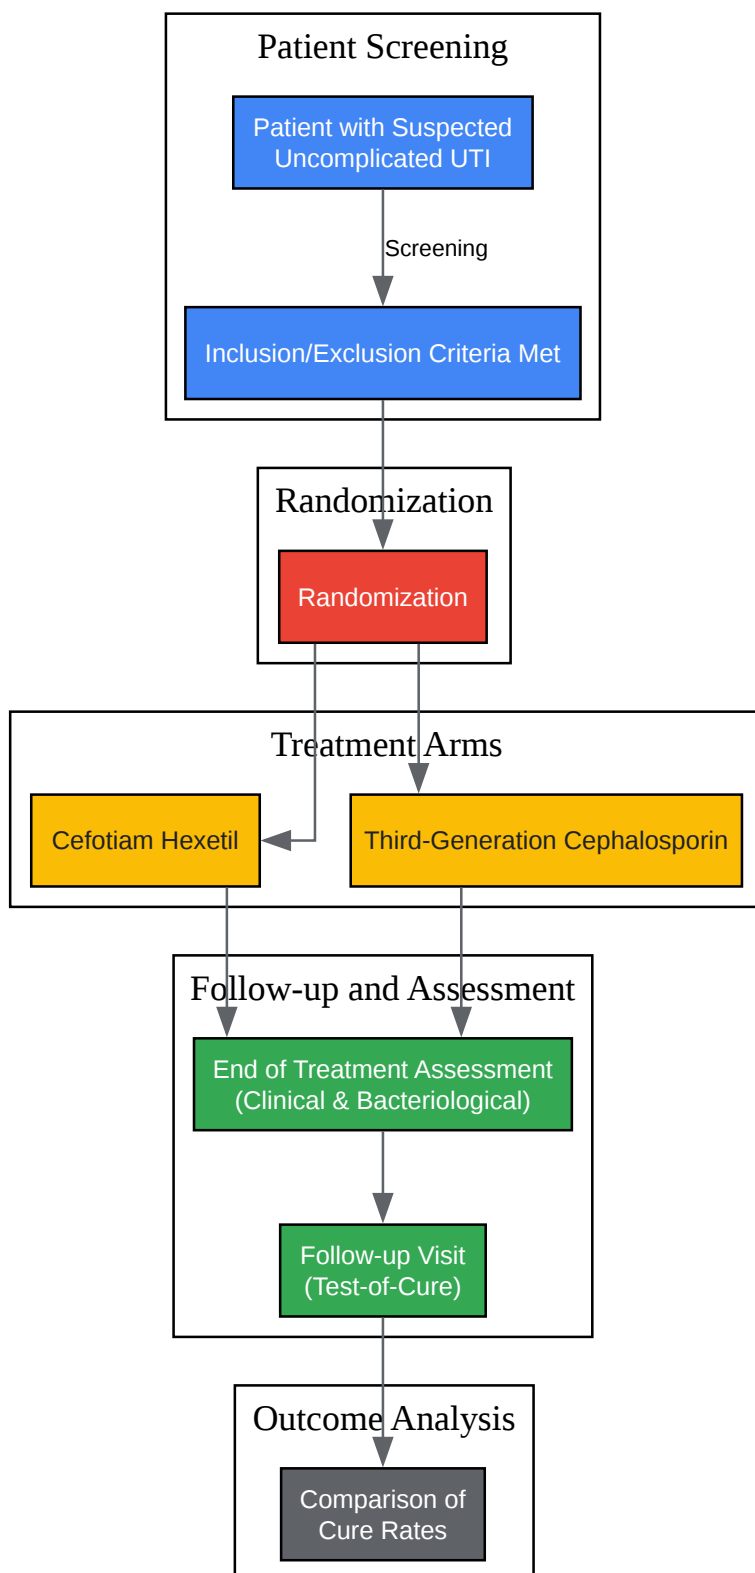 Patient Screening
Patient with Suspected
Uncomplicated UTI
Screening
Inclusion/Exclusion Criteria Met
Randomization
Randomization
Treatment Arms
Cefotiam Hexetil
Third-Generation Cephalosporin
Follow-up and Assessment
End of Treatment Assessment
(Clinical & Bacteriological)
Follow-up Visit
(Test-of-Cure)
Outcome Analysis
Comparison of
Cure Rates